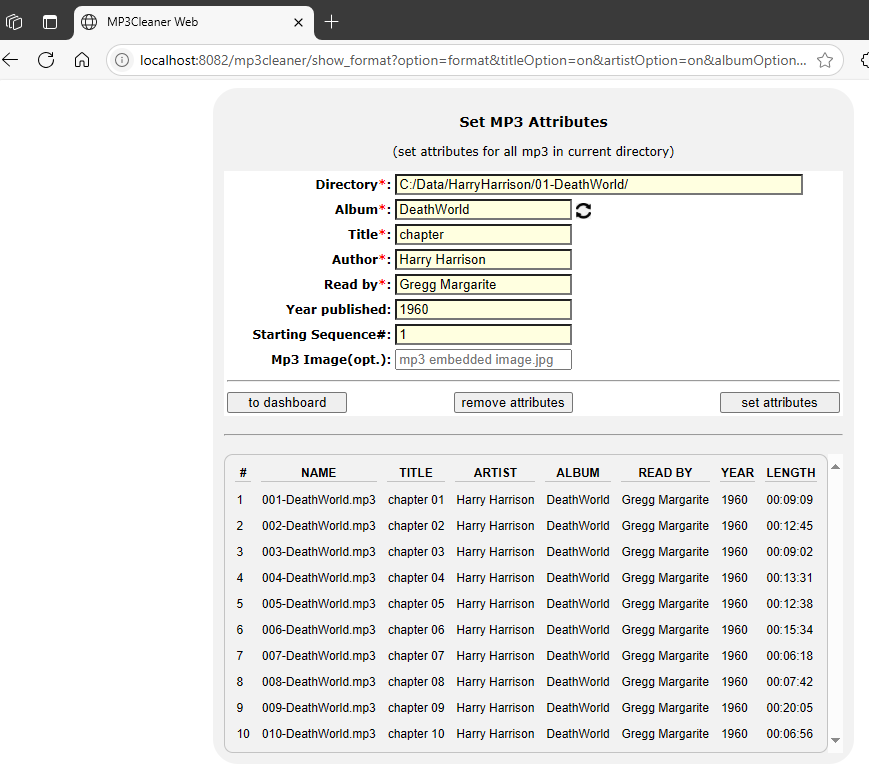 MP3Cleaner Web
localhost:8082/mp3cleaner/show_format?option=format&titleOption=on&artistOption=on&albumOption...
Set MP3 Attributes
(set attributes for all mp3 in current directory)
Directory*: C:/Data/HarryHarrison/01-DeathWorld/
Album*: DeathWorld
Title*: chapter
Author*: Harry Harrison
Read by*: Gregg Margarite
Year published: 1960
Starting Sequence#: 1
Mp3 Image(opt.): mp3 embedded image.jpg
to dashboard remove attributes set attributes
# NAME TITLE ARTIST ALBUM READ BY YEAR LENGTH
1 001-DeathWorld.mp3 chapter 01 Harry Harrison DeathWorld Gregg Margarite 1960 00:09:09
2 002-DeathWorld.mp3 chapter 02 Harry Harrison DeathWorld Gregg Margarite 1960 00:12:45
3 003-DeathWorld.mp3 chapter 03 Harry Harrison DeathWorld Gregg Margarite 1960 00:09:02
4 004-DeathWorld.mp3 chapter 04 Harry Harrison DeathWorld Gregg Margarite 1960 00:13:31
5 005-DeathWorld.mp3 chapter 05 Harry Harrison DeathWorld Gregg Margarite 1960 00:12:38
6 006-DeathWorld.mp3 chapter 06 Harry Harrison DeathWorld Gregg Margarite 1960 00:15:34
7 007-DeathWorld.mp3 chapter 07 Harry Harrison DeathWorld Gregg Margarite 1960 00:06:18
8 008-DeathWorld.mp3 chapter 08 Harry Harrison DeathWorld Gregg Margarite 1960 00:07:42
9 009-DeathWorld.mp3 chapter 09 Harry Harrison DeathWorld Gregg Margarite 1960 00:20:05
10 010-DeathWorld.mp3 chapter 10 Harry Harrison DeathWorld Gregg Margarite 1960 00:06:56